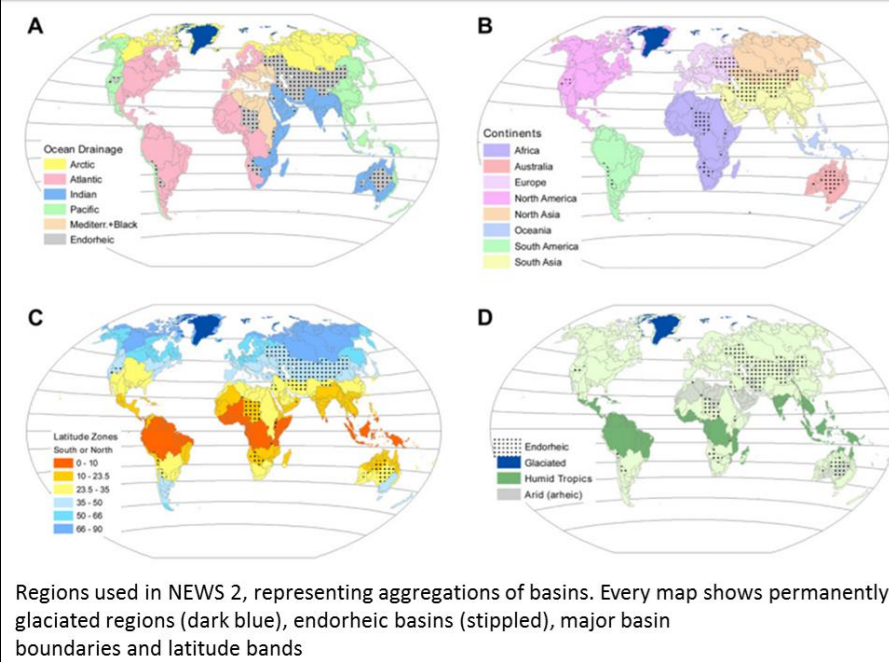 A
Ocean Drainage
Arctic
Atlantic
Indian
Pacific
Mediterr.+Black
Endorheic
B
Continents
Africa
Australia
Europe
North America
North Asia
Oceania
South America
South Asia
C
Latitude Zones
South or North
0 - 10
10 - 23.5
23.5 - 35
35 - 50
50 - 66
66 - 90
D
Endorheic
Glaciated
Humid Tropics
Arid (arheic)
Regions used in NEWS 2, representing aggregations of basins. Every map shows permanently
glaciated regions (dark blue), endorheic basins (stippled), major basin
boundaries and latitude bands